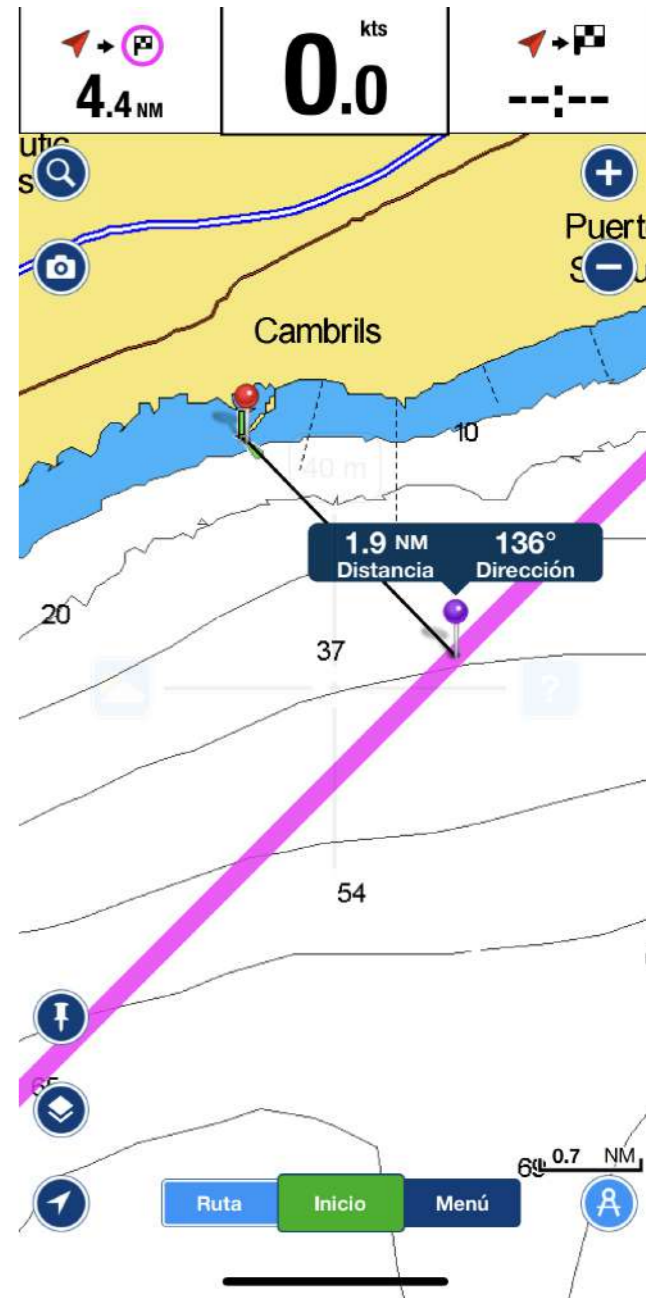 kts
4.4 NM
0.0
--:--
Cambrils
10
40 m
1.9 NM 136°
Distancia Dirección
20
37
?
54
0.7 NM
Ruta Inicio Menú